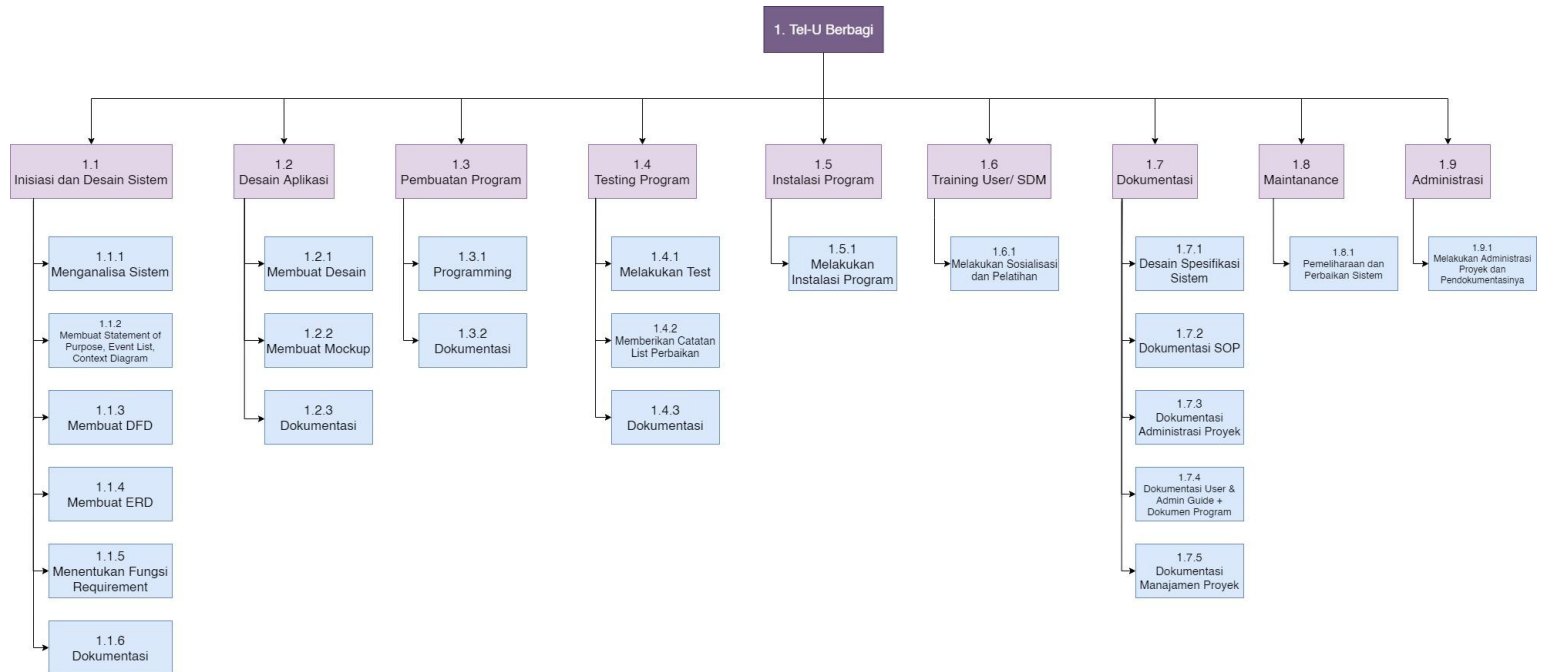 1. Tel-U Berbagi
1.1
Inisiasi dan Desain Sistem
1.2
Desain Aplikasi
1.3
Pembuatan Program
1.4
Testing Program
1.5
Instalasi Program
1.6
Training User/ SDM
1.7
Dokumentasi
1.8
Maintanance
1.9
Administrasi
1.1.1
Menganalisa Sistem
1.1.2
Membuat Statement of
Purpose, Event List,
Context Diagram
1.1.3
Membuat DFD
1.1.4
Membuat ERD
1.1.5
Menentukan Fungsi
Requirement
1.1.6
Dokumentasi
1.2.1
Membuat Desain
1.2.2
Membuat Mockup
1.2.3
Dokumentasi
1.3.1
Programming
1.3.2
Dokumentasi
1.4.1
Melakukan Test
1.4.2
Memberikan Catatan
List Perbaikan
1.4.3
Dokumentasi
1.5.1
Melakukan
Instalasi Program
1.6.1
Melakukan Sosialisasi
dan Pelatihan
1.7.1
Desain Spesifikasi
Sistem
1.7.2
Dokumentasi SOP
1.7.3
Dokumentasi
Administrasi Proyek
1.7.4
Dokumentasi User &
Admin Guide +
Dokumen Program
1.7.5
Dokumentasi
Manajamen Proyek
1.8.1
Pemeliharaan dan
Perbaikan Sistem
1.9.1
Melakukan Administrasi
Proyek dan
Pendokumentasinya